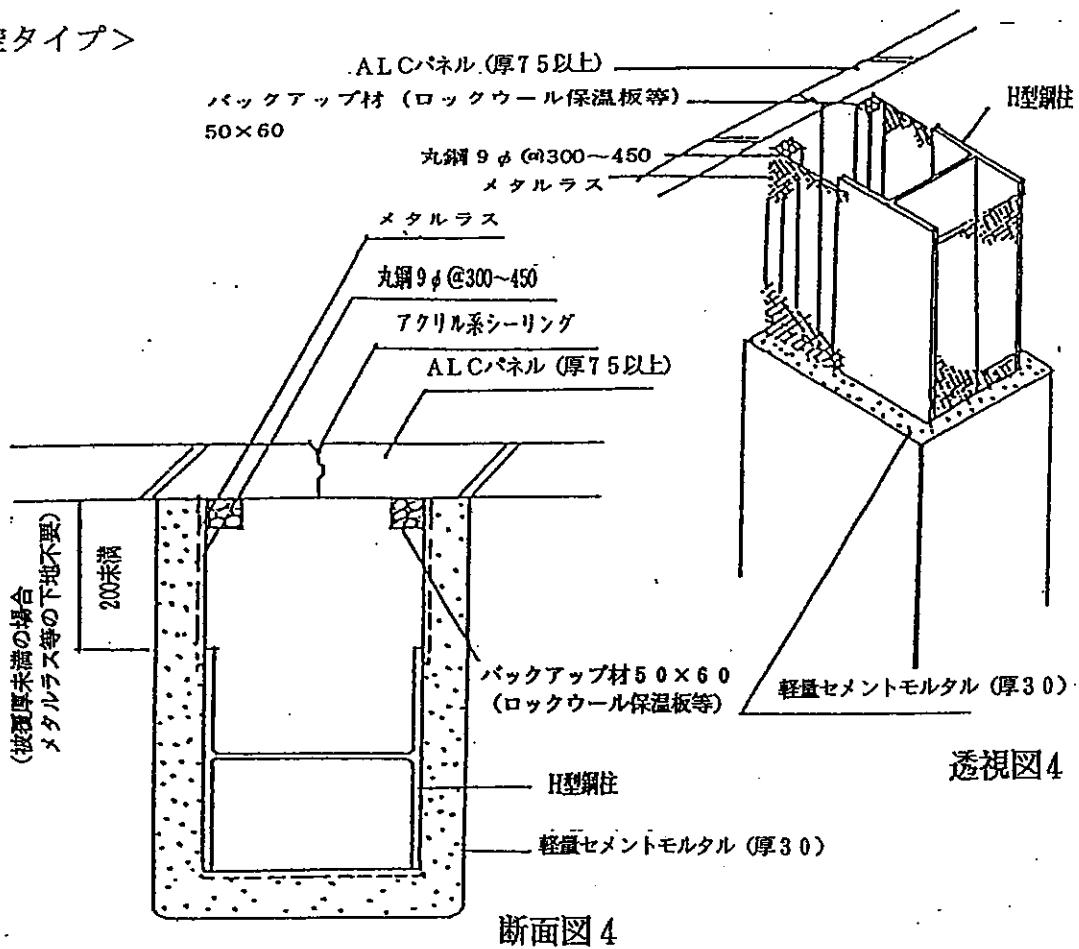 タイプ＞
ＡＬＣパネル（厚７５以上）
バックアップ材（ロックウール保温板等）
50×60
丸鋼９φ＠300～450
メタルラス
H型鋼柱
メタルラス
丸鋼９φ＠300～450
アクリル系シーリング
ＡＬＣパネル（厚７５以上）
200未満
（被覆厚未満の場合
メタルラス等の下地不要）
バックアップ材５０×６０
（ロックウール保温板等）
H型鋼柱
軽量セメントモルタル（厚３０）
軽量セメントモルタル（厚３０）
透視図4
断面図4